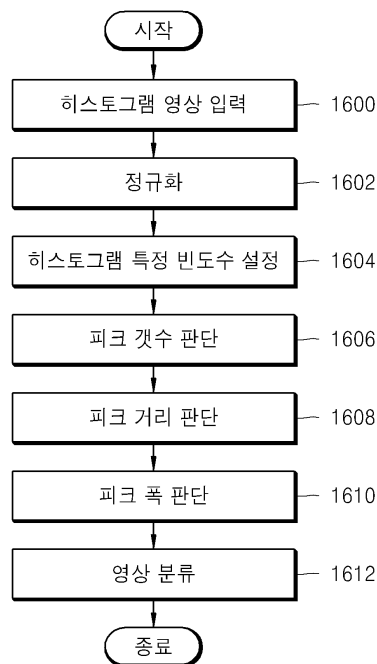 시작
히스토그램 영상 입력 1600
정규화 1602
히스토그램 특정 빈도수 설정 1604
피크 갯수 판단 1606
피크 거리 판단 1608
피크 폭 판단 1610
영상 분류 1612
종료